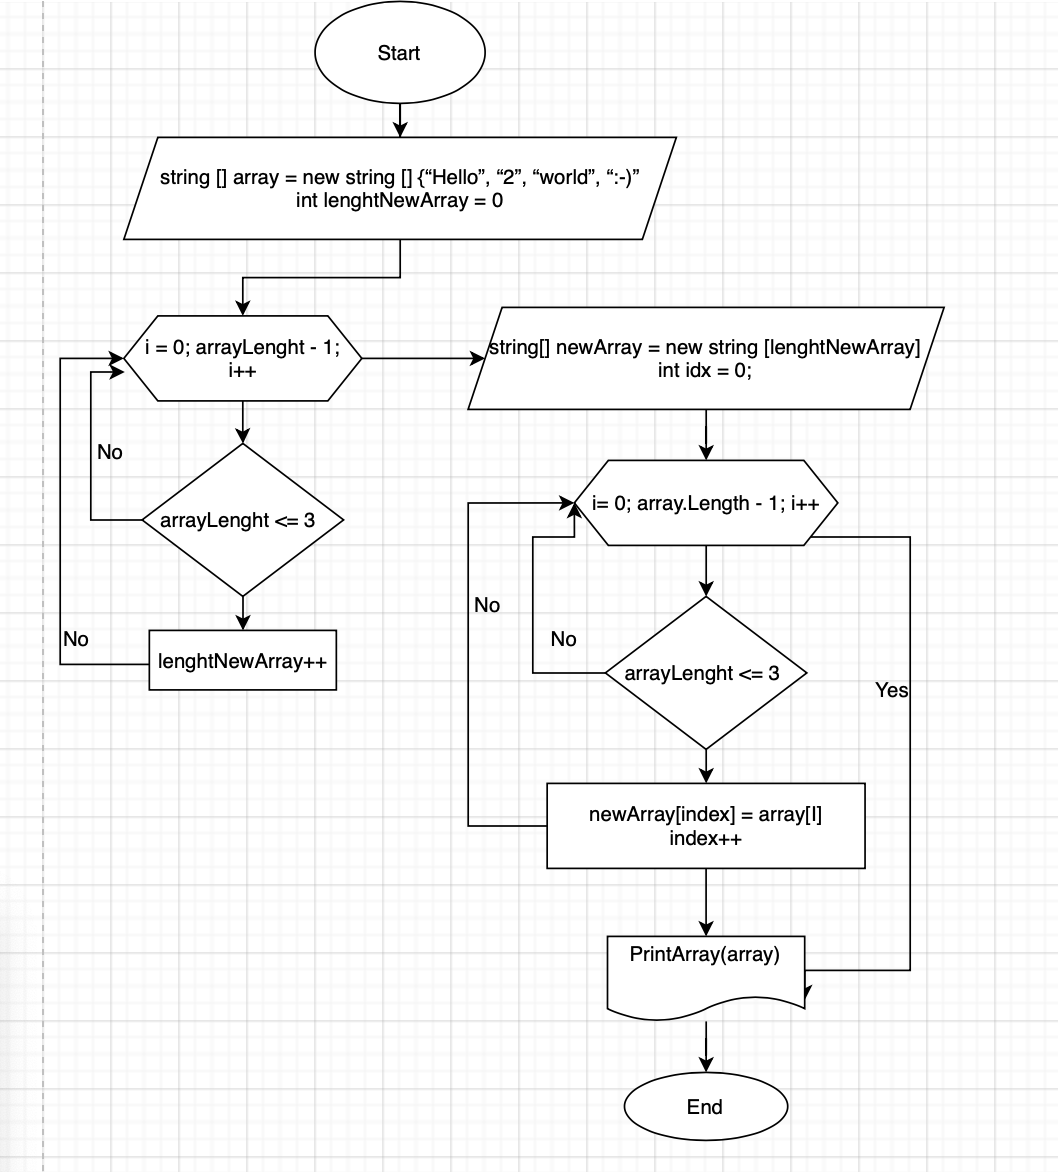 Start
string [] array = new string [] {“Hello”, “2”, “world”, “:-)”
int lenghtNewArray = 0
i = 0; arrayLenght - 1;
i++
No
arrayLenght <= 3
No
lenghtNewArray++
string[] newArray = new string [lenghtNewArray]
int idx = 0;
i= 0; array.Length - 1; i++
No
No
arrayLenght <= 3
Yes
newArray[index] = array[I]
index++
PrintArray(array)
End